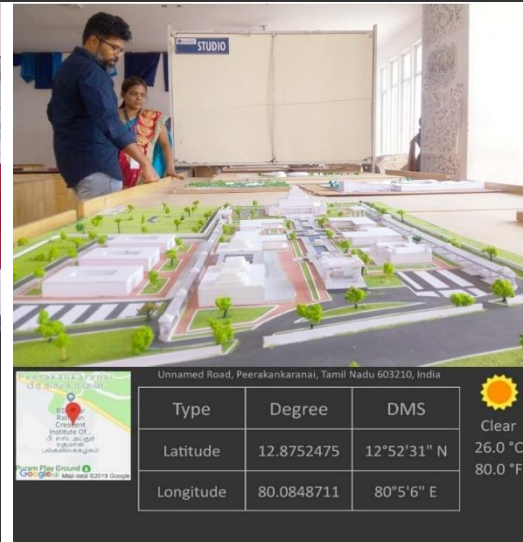 STUDIO
Unnamed Road, Peerakankaranai, Tamil Nadu 603210, India
Peerakankaranai
Crescent
Institute Of...
Puram Play Ground
Google
Map data ©2019 Google
Type Degree DMS
Latitude 12.8752475 12°52'31" N
Longitude 80.0848711 80°5'6" E
Clear
26.0 °C
80.0 °F